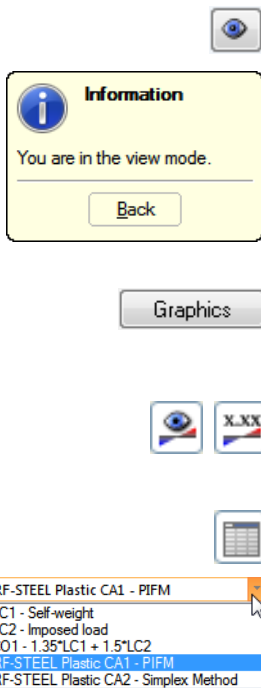 Information
You are in the view mode.
Back
Graphics
x.xx
RF-STEEL Plastic CA1 - PIFM
LC1 - Self-weight
LC2 - Imposed load
CO1 - 1.35*LC1 + 1.5*LC2
RF-STEEL Plastic CA1 - PIFM
RF-STEEL Plastic CA2 - Simplex Method